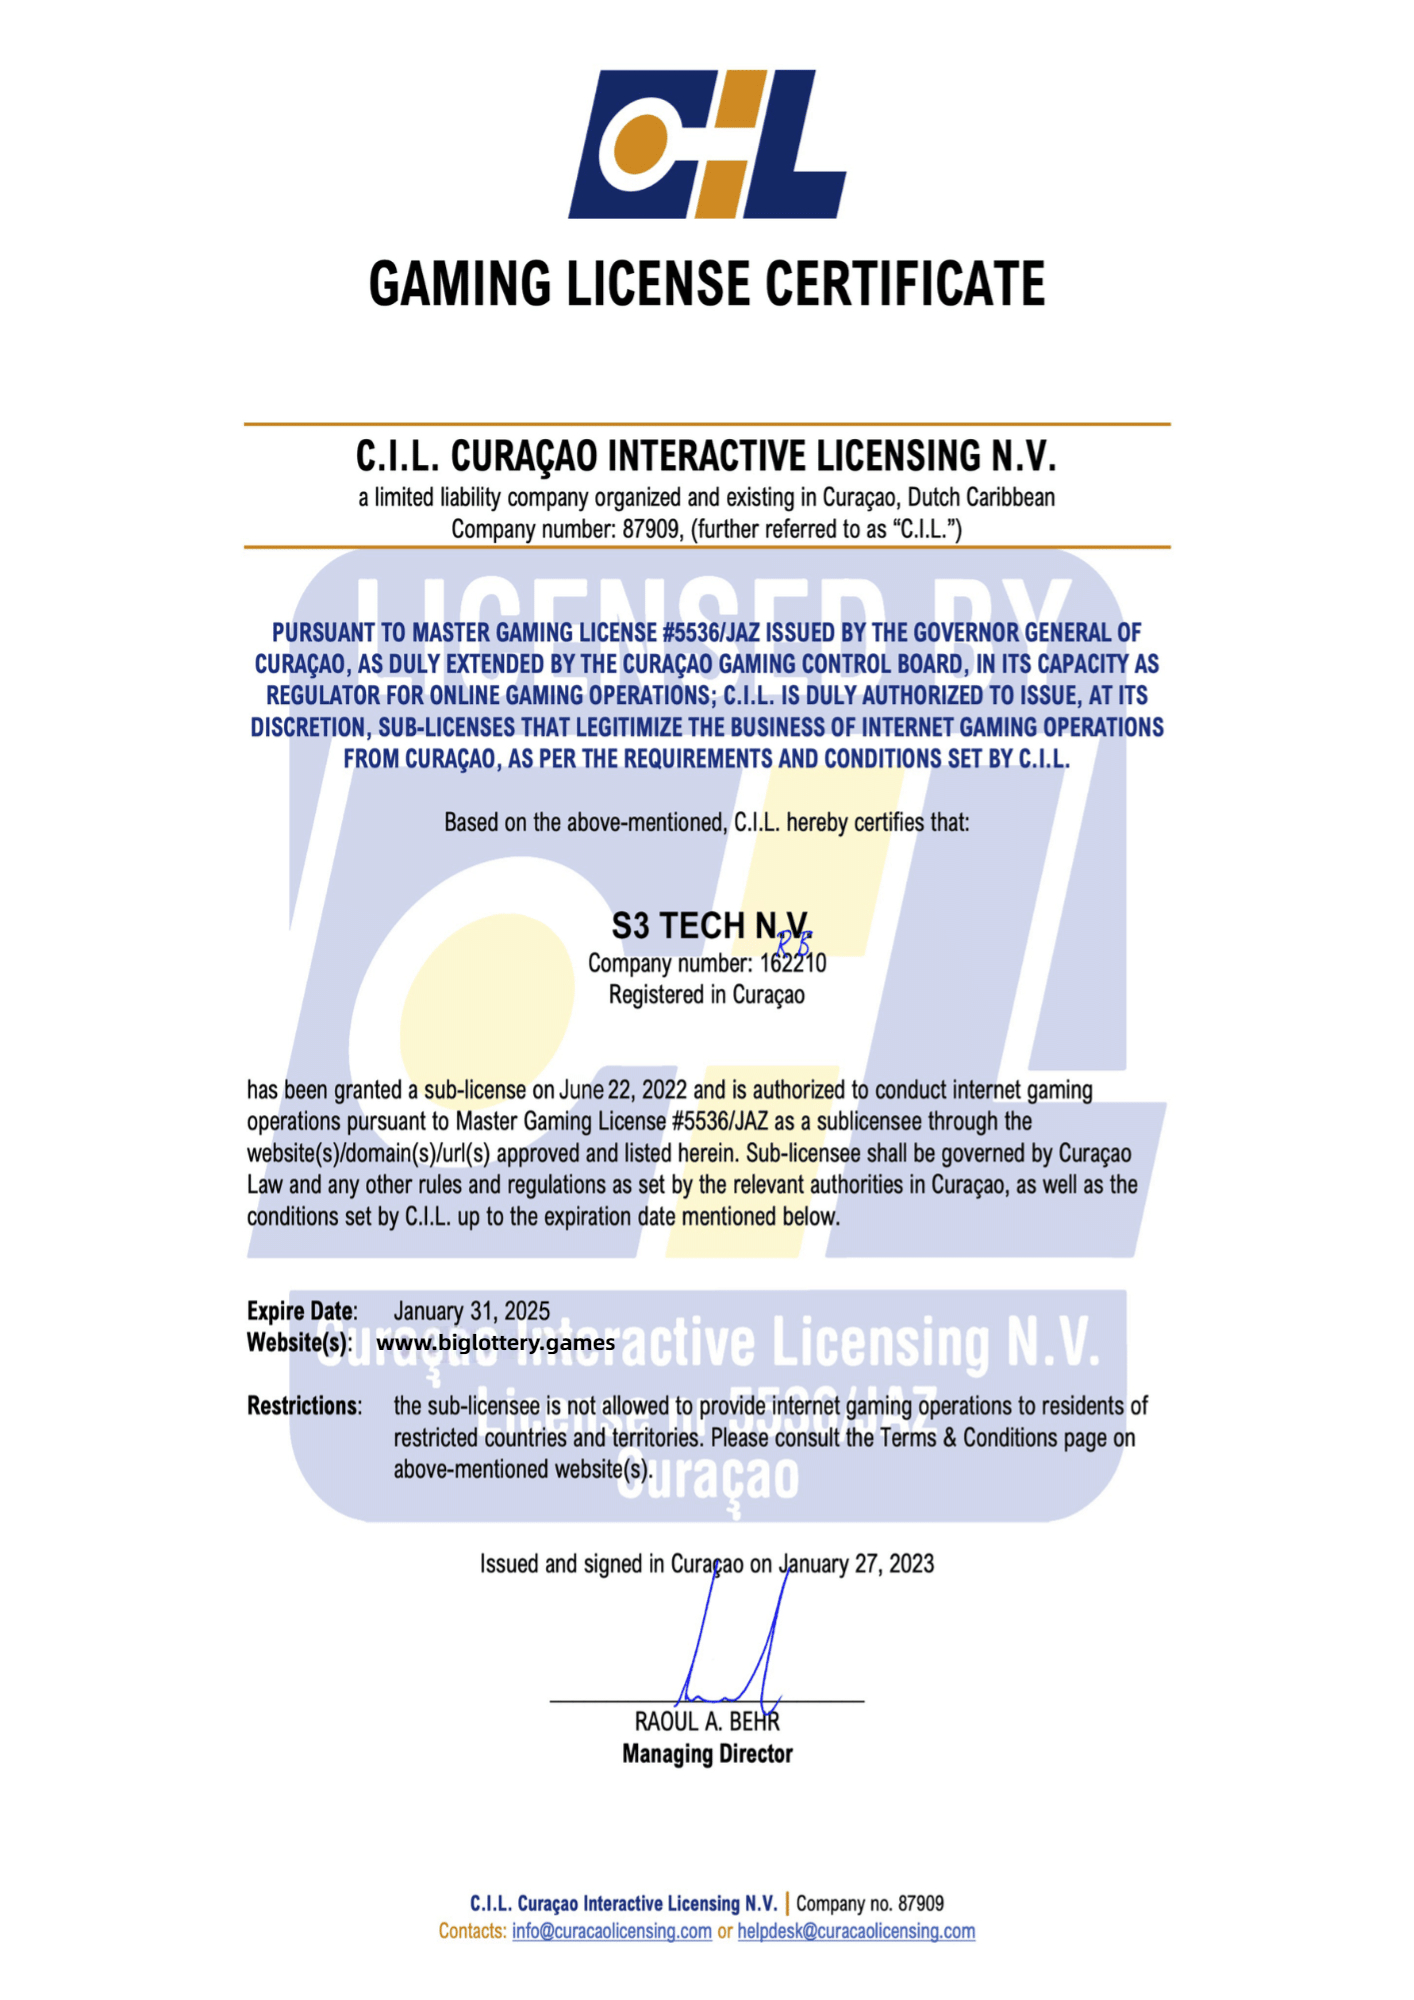 CIL
GAMING LICENSE CERTIFICATE
C.I.L. CURAÇAO INTERACTIVE LICENSING N.V.
a limited liability company organized and existing in Curaçao, Dutch Caribbean
Company number: 87909, (further referred to as “C.I.L.”)
LICENSED BY
PURSUANT TO MASTER GAMING LICENSE #5536/JAZ ISSUED BY THE GOVERNOR GENERAL OF
CURAÇAO, AS DULY EXTENDED BY THE CURAÇAO GAMING CONTROL BOARD, IN ITS CAPACITY AS
REGULATOR FOR ONLINE GAMING OPERATIONS; C.I.L. IS DULY AUTHORIZED TO ISSUE, AT ITS
DISCRETION, SUB-LICENSES THAT LEGITIMIZE THE BUSINESS OF INTERNET GAMING OPERATIONS
FROM CURAÇAO, AS PER THE REQUIREMENTS AND CONDITIONS SET BY C.I.L.
Based on the above-mentioned, C.I.L. hereby certifies that:
CIL
S3 TECH N.V.
RB
Company number: 162210
Registered in Curaçao
has been granted a sub-license on June 22, 2022 and is authorized to conduct internet gaming
operations pursuant to Master Gaming License #5536/JAZ as a sublicensee through the
website(s)/domain(s)/url(s) approved and listed herein. Sub-licensee shall be governed by Curaçao
Law and any other rules and regulations as set by the relevant authorities in Curaçao, as well as the
conditions set by C.I.L. up to the expiration date mentioned below.
Expire Date: January 31, 2025
Website(s): www.biglottery.games
Curaçao Interactive Licensing N.V.
License nr 5536/JAZ
Curaçao
Restrictions: the sub-licensee is not allowed to provide internet gaming operations to residents of
restricted countries and territories. Please consult the Terms & Conditions page on
above-mentioned website(s).
Issued and signed in Curaçao on January 27, 2023
RAOUL A. BEHR
Managing Director
C.I.L. Curaçao Interactive Licensing N.V. | Company no. 87909
Contacts: info@curacaolicensing.com or helpdesk@curacaolicensing.com